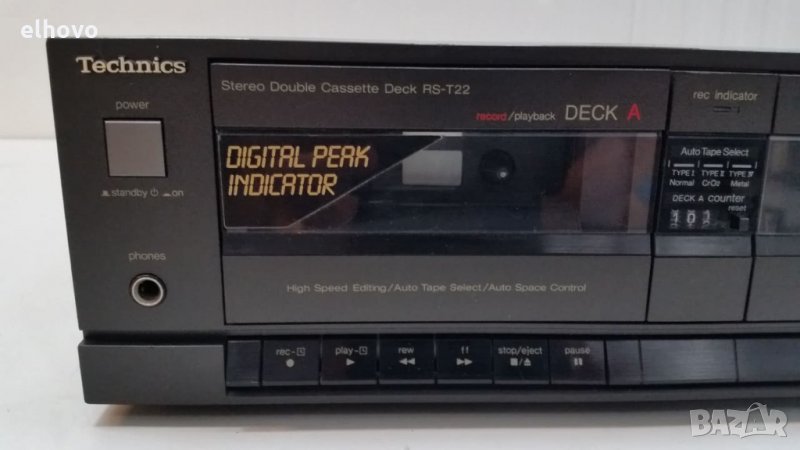 elhovo
Technics
power
standby on
phones
Stereo Double Cassette Deck RS-T22
record/playback DECK A
DIGITAL PEAK
INDICATOR
High Speed Editing/Auto Tape Select/Auto Space Control
rec indicator
Auto Tape Select
TYPE I TYPE II TYPE IV
Normal CrO2 Metal
DECK A counter
reset
101
rec- play- rew ff stop/eject pause
BAZAR